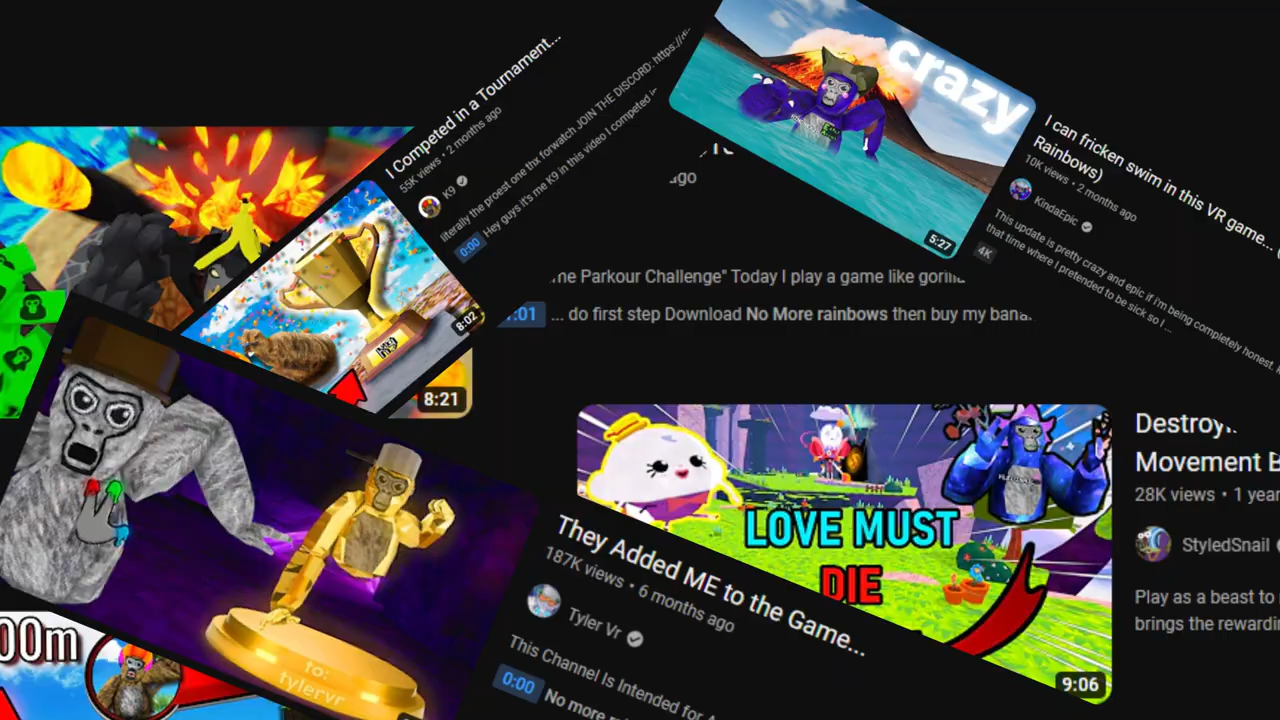 I Competed in a Tournament...
55K views • 2 months ago
K9
literally the proest one thx forwatch JOIN THE DISCORD: https://
0:00 Hey guys it's me K9 in this video I competed
8:02
8:21
crazy
5:27
I can fricken swim in this VR game...
Rainbows)
10K views • 2 months ago
KindaEpic
This update is pretty crazy and epic if i'm being completely honest.
that time where I pretended to be sick so I ...
4K
ago
me Parkour Challenge" Today I play a game like
:01 ... do first step Download No More rainbows then buy my
LOVE MUST
DIE
9:06
Destroy
Movement B
28K views • 1 year
StyledSnail
Play as a beast to
brings the rewardin
They Added ME to the Game...
187K views • 6 months ago
Tyler Vr
This Channel Is Intended for
0:00 No more
to:
tylervr
00m